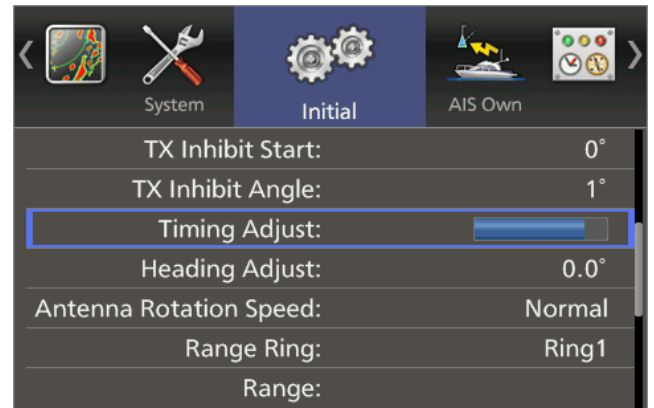 System
Initial
AIS Own
TX Inhibit Start: 0°
TX Inhibit Angle: 1°
Timing Adjust:
Heading Adjust: 0.0°
Antenna Rotation Speed: Normal
Range Ring: Ring1
Range: